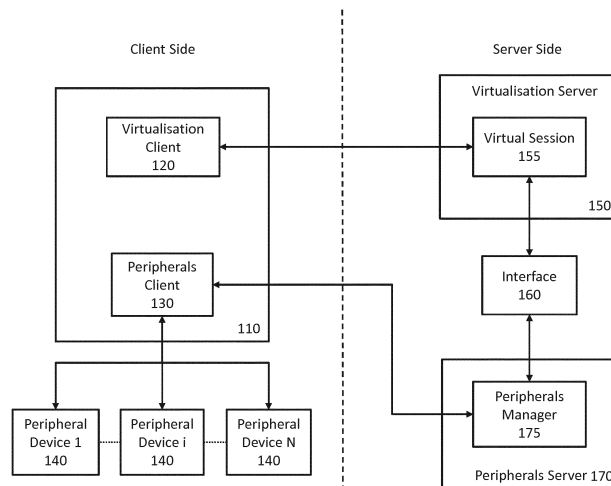 Client Side
Server Side
Virtualisation Server
Virtualisation
Client
120
Virtual Session
155
150
Peripherals
Client
130
110
Interface
160
Peripherals
Manager
175
Peripherals Server 170
Peripheral
Device 1
140
Peripheral
Device i
140
Peripheral
Device N
140